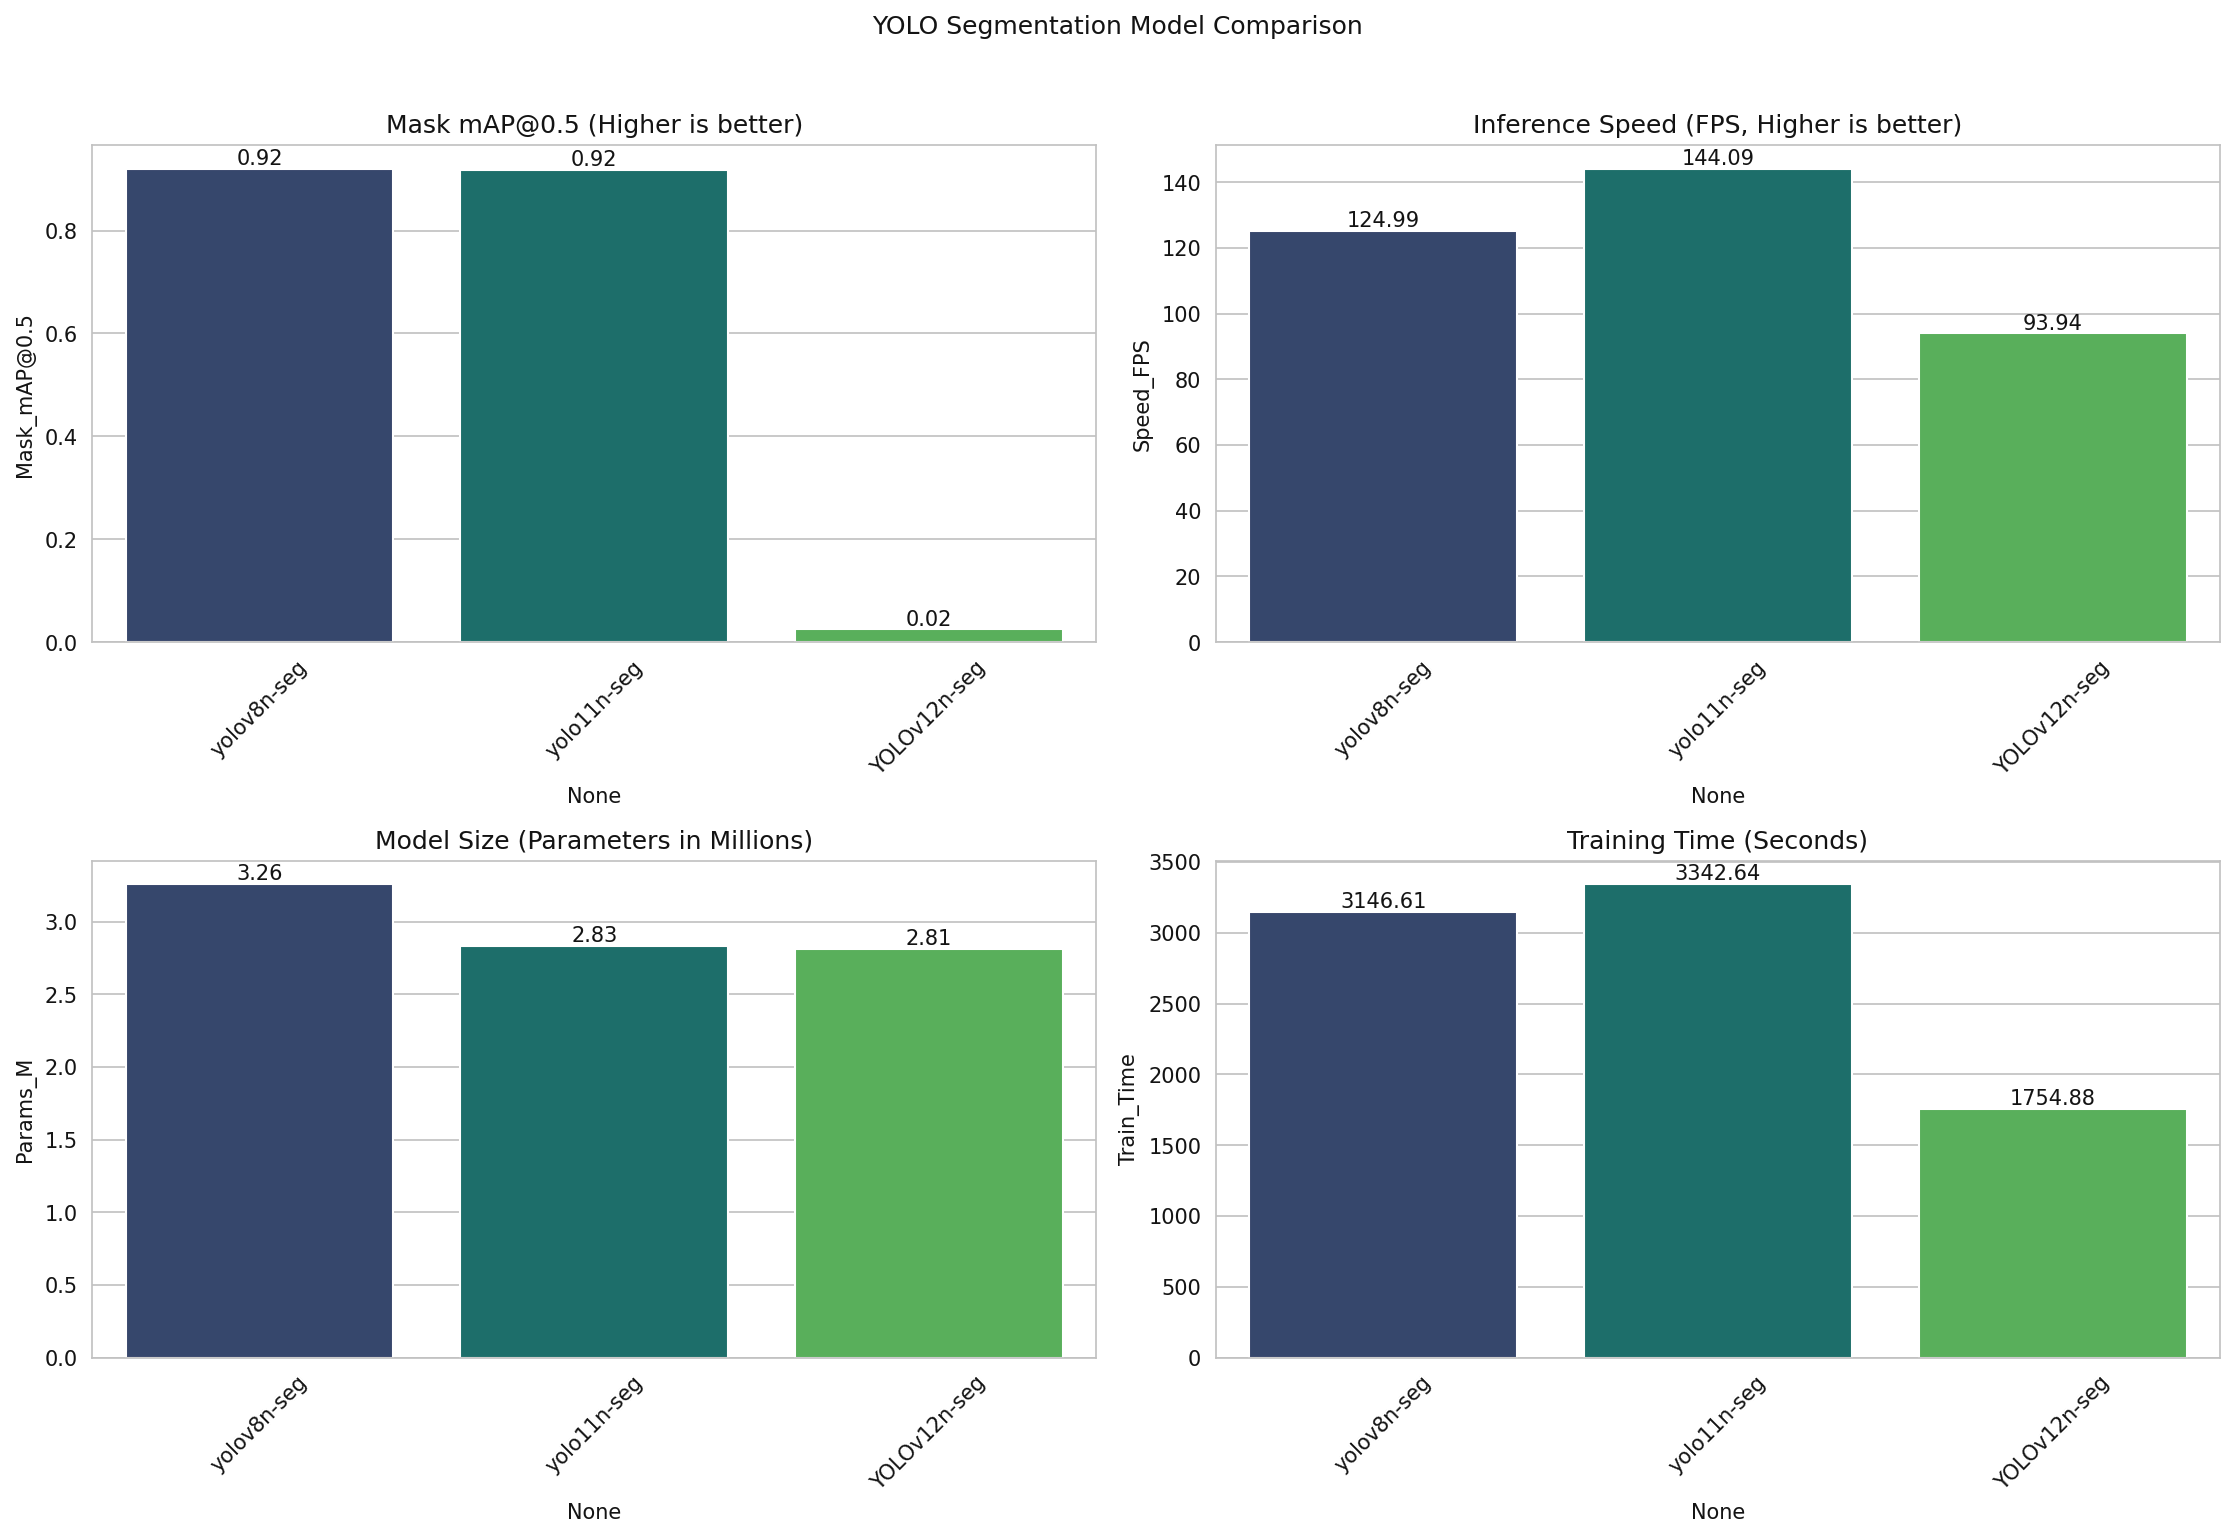 YOLO Segmentation Model Comparison
Mask mAP@0.5 (Higher is better)
Mask_mAP@0.5
0.8
0.6
0.4
0.2
0.0
0.92
0.92
0.02
yolov8n-seg
yolo11n-seg
YOLOv12n-seg
None
Inference Speed (FPS, Higher is better)
Speed_FPS
140
120
100
80
60
40
20
0
124.99
144.09
93.94
yolov8n-seg
yolo11n-seg
YOLOv12n-seg
None
Model Size (Parameters in Millions)
Params_M
3.0
2.5
2.0
1.5
1.0
0.5
0.0
3.26
2.83
2.81
yolov8n-seg
yolo11n-seg
YOLOv12n-seg
None
Training Time (Seconds)
Train_Time
3500
3000
2500
2000
1500
1000
500
0
3146.61
3342.64
1754.88
yolov8n-seg
yolo11n-seg
YOLOv12n-seg
None